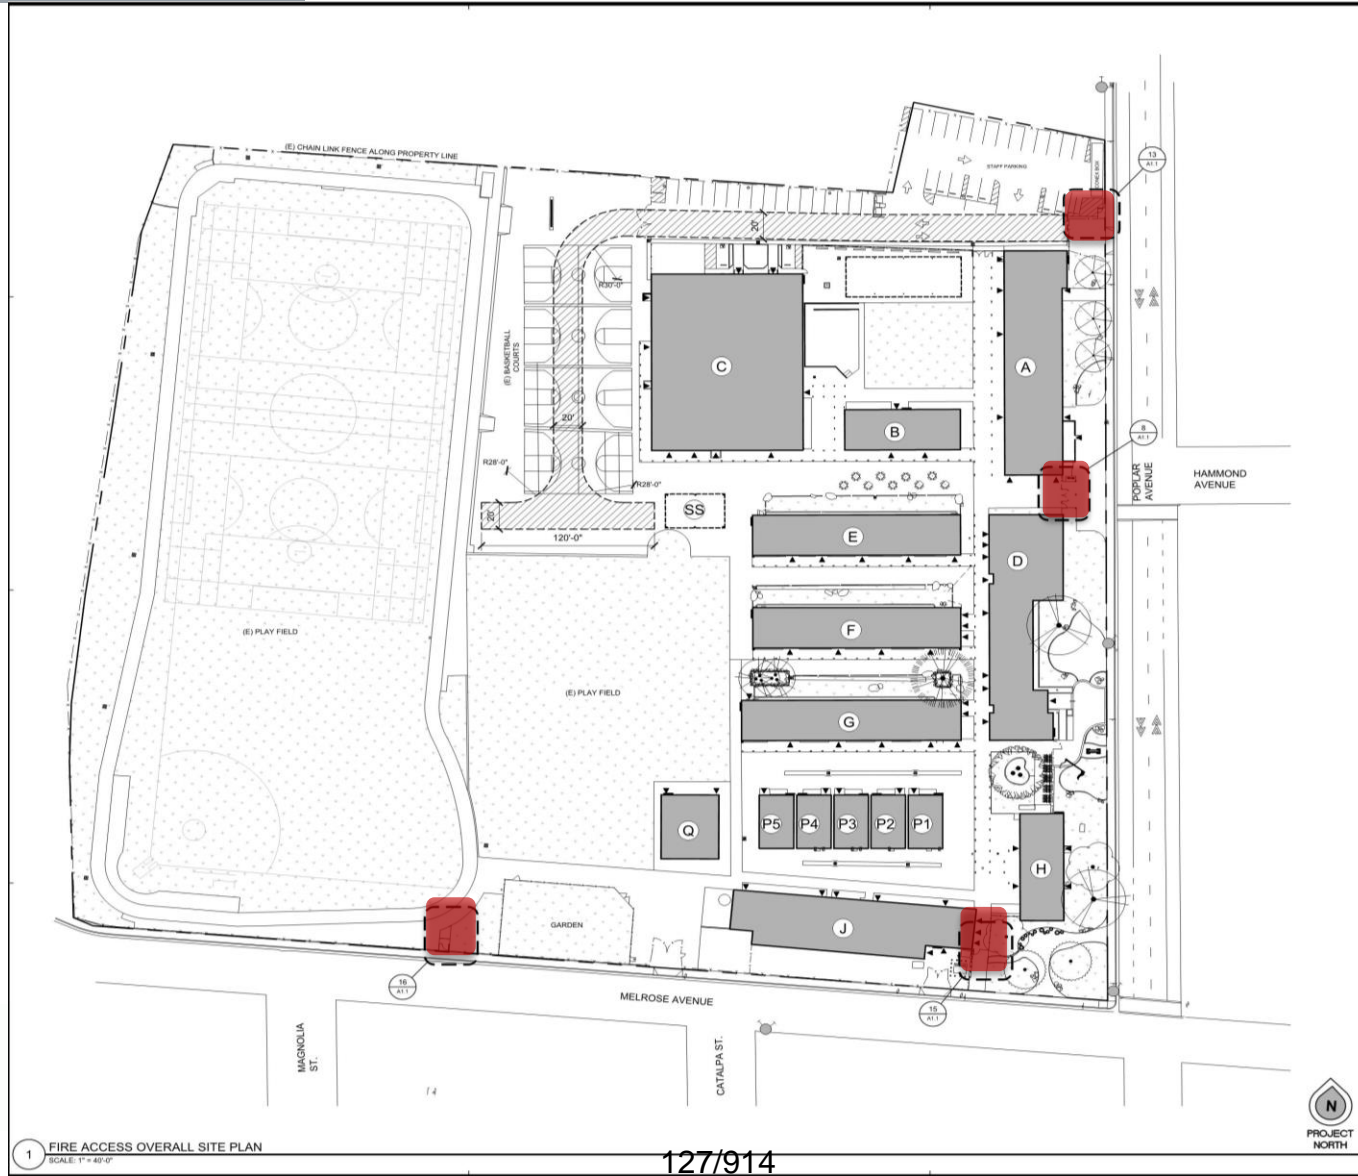 (E) CHAIN LINK FENCE ALONG PROPERTY LINE
STAFF PARKING
13
A1.1
20'
R30'-0"
(E) BASKETBALL
COURTS
C
A
B
20'
8
A1.1
R28'-0"
R28'-0"
POPLAR
AVENUE
HAMMOND
AVENUE
SS
120'-0"
E
D
F
(E) PLAY FIELD
(E) PLAY FIELD
G
Q
P5
P4
P3
P2
P1
H
GARDEN
J
16
A1.1
15
A1.1
MELROSE AVENUE
MAGNOLIA
ST.
CATALPA ST.
N
PROJECT
NORTH
1
FIRE ACCESS OVERALL SITE PLAN
SCALE: 1" = 40'-0"
127/914